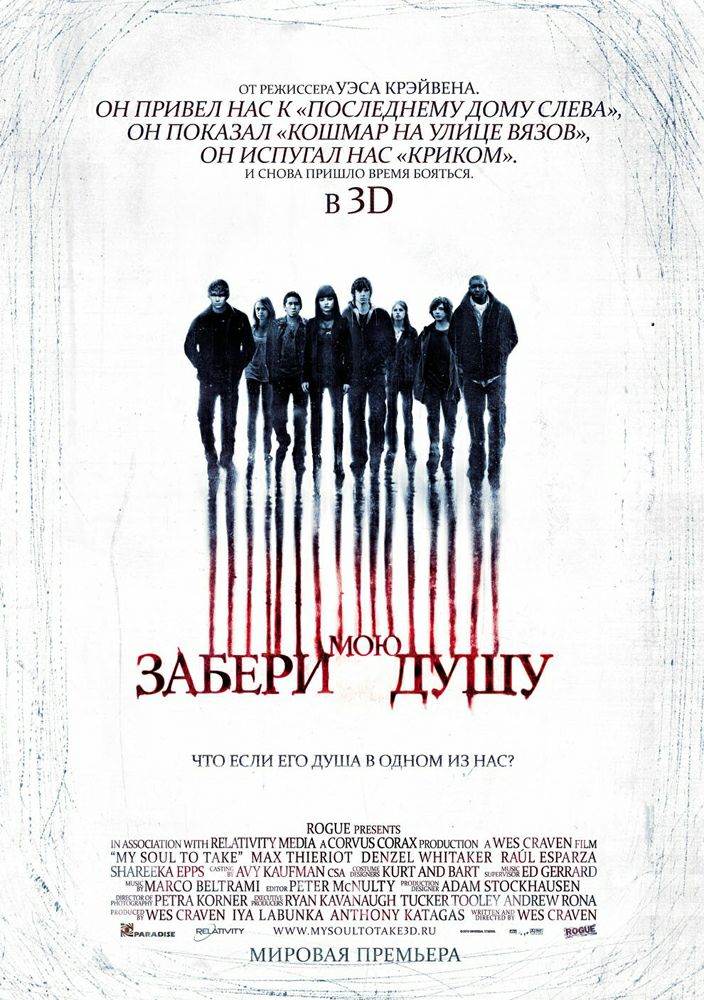 ОТ РЕЖИССЕРА УЭСА КРЭЙВЕНА.
ОН ПРИВЕЛ НАС К «ПОСЛЕДНЕМУ ДОМУ СЛЕВА»,
ОН ПОКАЗАЛ «КОШМАР НА УЛИЦЕ ВЯЗОВ»,
ОН ИСПУГАЛ НАС «КРИКОМ».
И СНОВА ПРИШЛО ВРЕМЯ БОЯТЬСЯ.
В 3D
ЗАБЕРИ МОЮ ДУШУ
ЧТО ЕСЛИ ЕГО ДУША В ОДНОМ ИЗ НАС?
ROGUE PRESENTS
IN ASSOCIATION WITH RELATIVITY MEDIA A CORVUS CORAX PRODUCTION A WES CRAVEN FILM
"MY SOUL TO TAKE" MAX THIERIOT DENZEL WHITAKER RAÚL ESPARZA
SHAREEKA EPPS CASTING BY AVY KAUFMAN CSA COSTUME DESIGNERS KURT AND BART MUSIC SUPERVISOR ED GERRARD
MUSIC BY MARCO BELTRAMI EDITOR PETER McNULTY PRODUCTION DESIGNER ADAM STOCKHAUSEN
DIRECTOR OF PHOTOGRAPHY PETRA KORNER EXECUTIVE PRODUCERS RYAN KAVANAUGH TUCKER TOOLEY ANDREW RONA
PRODUCED BY WES CRAVEN IYA LABUNKA ANTHONY KATAGAS WRITTEN AND DIRECTED BY WES CRAVEN
PARADISE RELATIVITY WWW.MYSOULTOTAKE3D.RU ROGUE
МИРОВАЯ ПРЕМЬЕРА